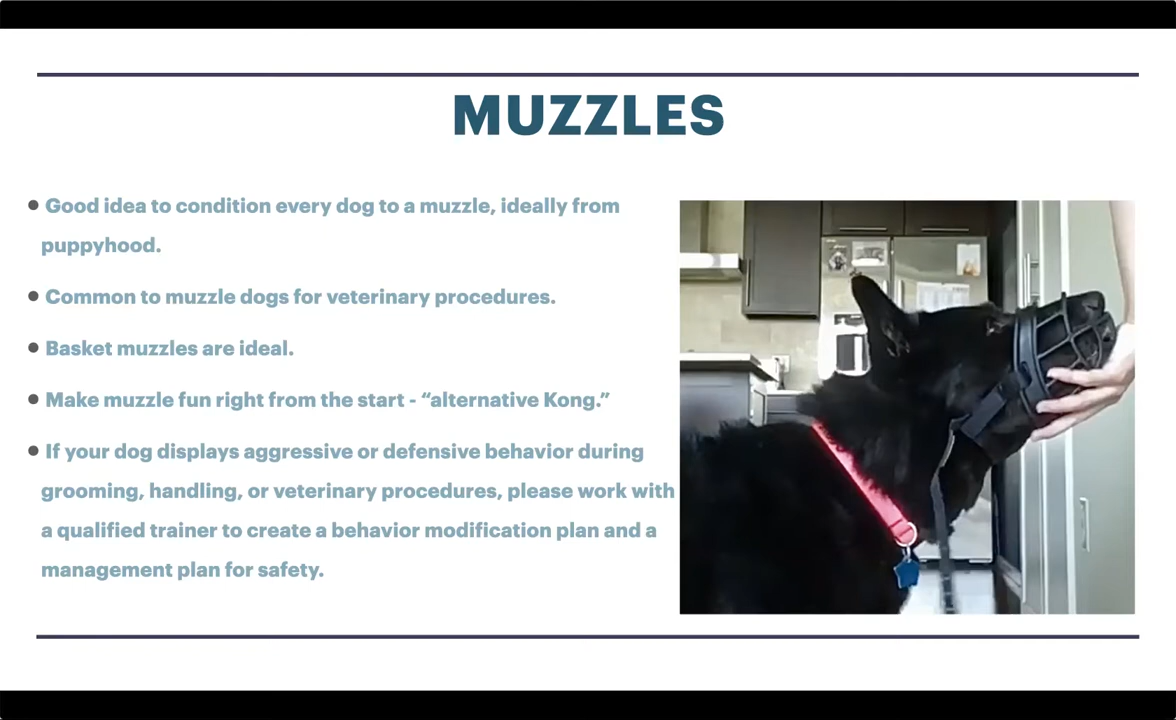 MUZZLES
• Good idea to condition every dog to a muzzle, ideally from
puppyhood.
• Common to muzzle dogs for veterinary procedures.
• Basket muzzles are ideal.
• Make muzzle fun right from the start - “alternative Kong.”
• If your dog displays aggressive or defensive behavior during
grooming, handling, or veterinary procedures, please work with
a qualified trainer to create a behavior modification plan and a
management plan for safety.